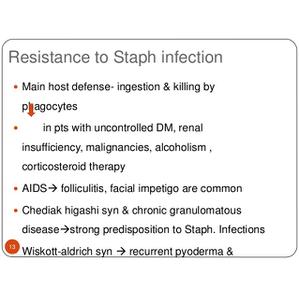 Resistance to Staph infection
• Main host defense- ingestion & killing by
phagocytes
• in pts with uncontrolled DM, renal
insufficiency, malignancies, alcoholism ,
corticosteroid therapy
• AIDS→ folliculitis, facial impetigo are common
• Chediak higashi syn & chronic granulomatous
disease→strong predisposition to Staph. Infections
13
• Wiskott-aldrich syn → recurrent pyoderma &